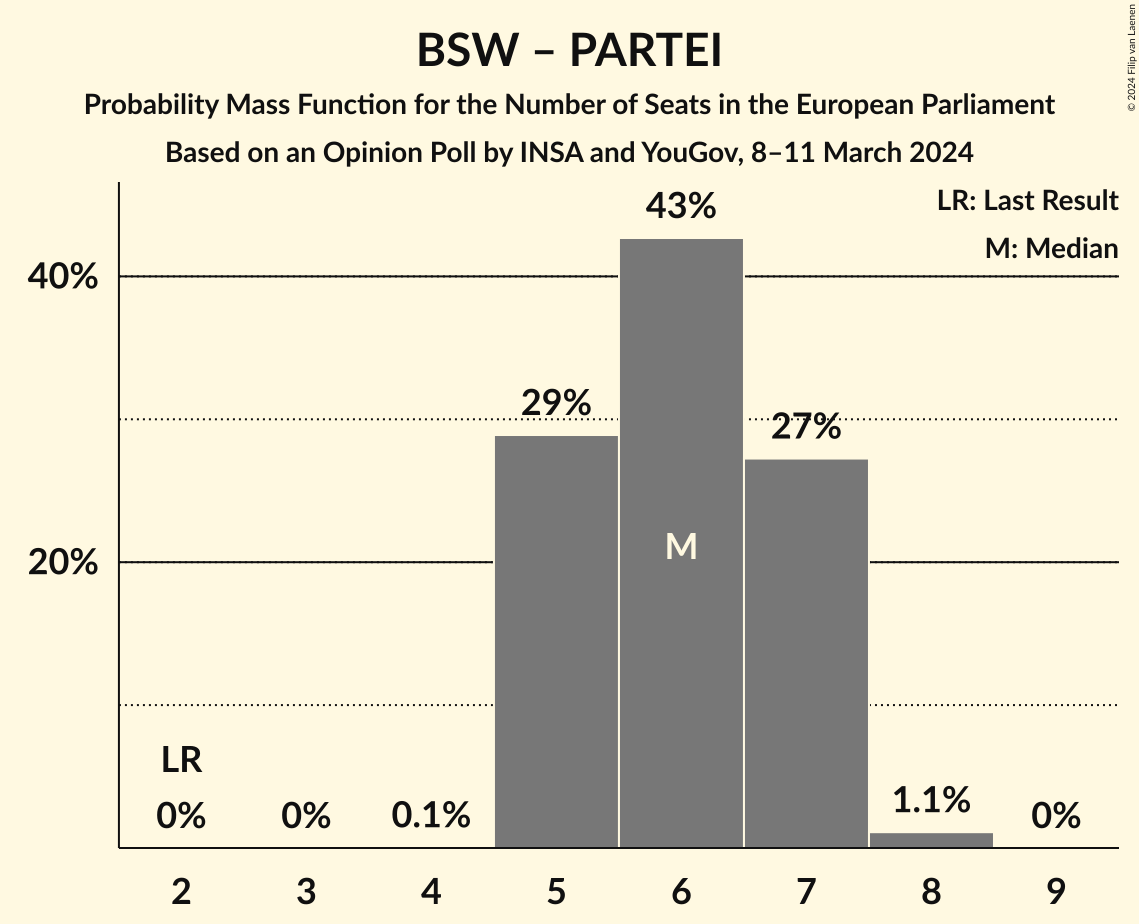 BSW – PARTEI
Probability Mass Function for the Number of Seats in the European Parliament
Based on an Opinion Poll by INSA and YouGov, 8–11 March 2024
© 2024 Filip van Laenen
LR: Last Result
M: Median
40%
20%
LR
0%
0%
0.1%
29%
43%
27%
1.1%
0%
M
2 3 4 5 6 7 8 9